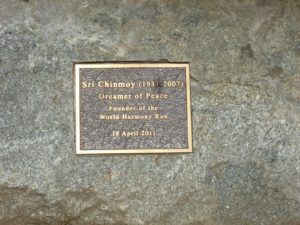 Sri Chinmoy (1931-2007)
Dreamer of Peace
Founder of the
World Harmony Run
18 April 2011